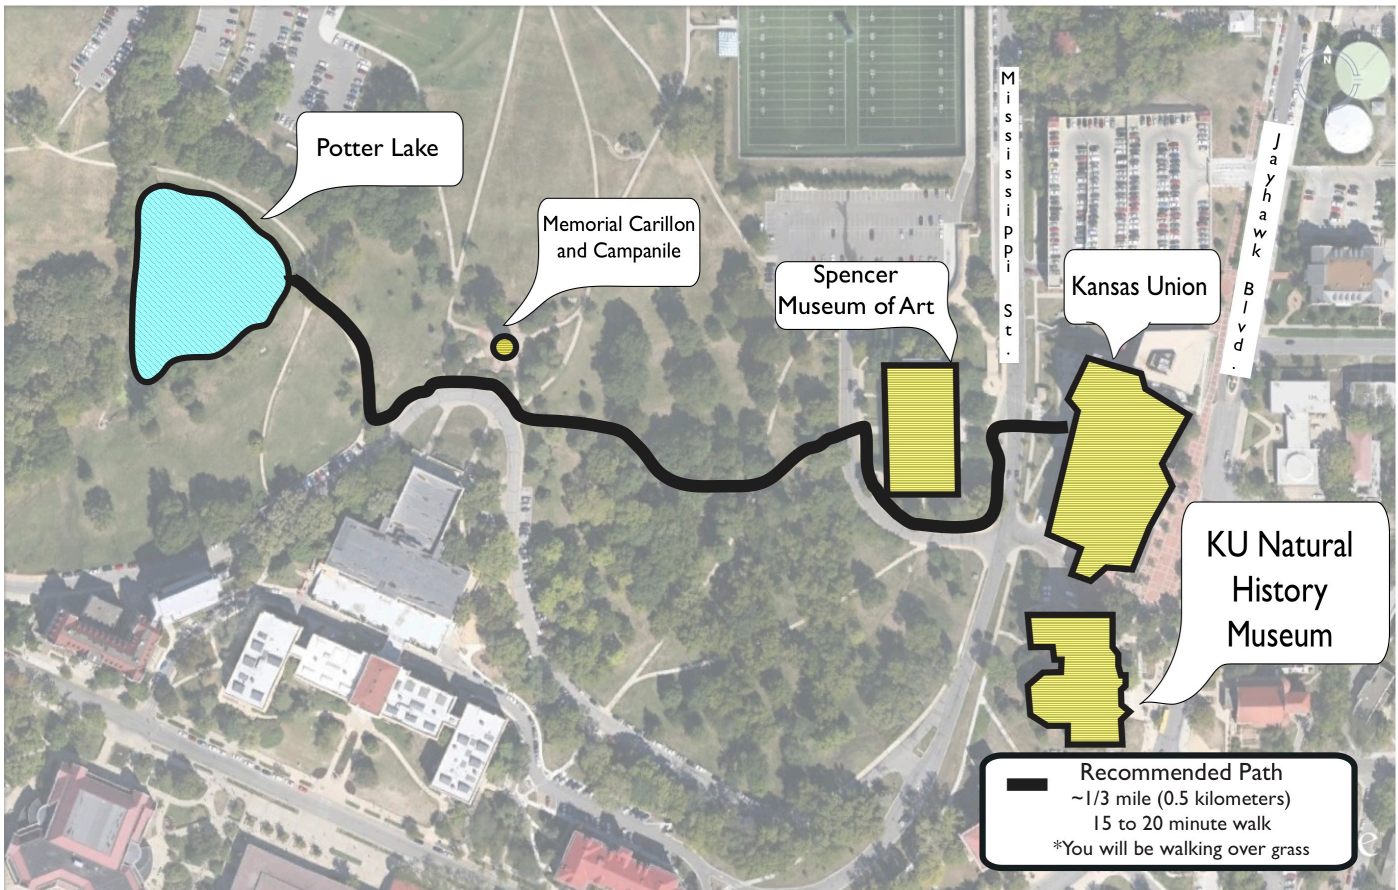 Potter Lake
Memorial Carillon
and Campanile
Spencer
Museum of Art
Mississippi St.
Kansas Union
Jayhawk Blvd.
N
KU Natural
History
Museum
Recommended Path
~1/3 mile (0.5 kilometers)
15 to 20 minute walk
*You will be walking over grass
e